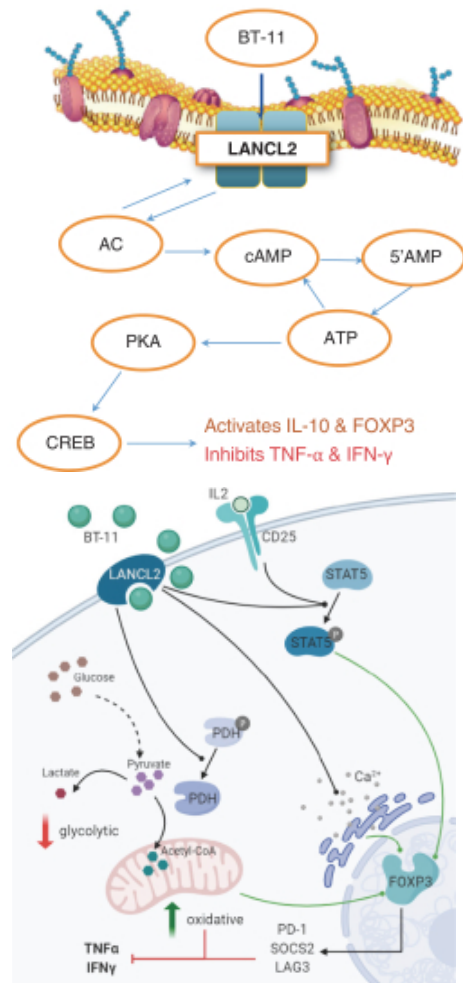 BT-11
LANCL2
AC
cAMP
5'AMP
PKA
ATP
CREB
Activates IL-10 & FOXP3
Inhibits TNF-α & IFN-γ
IL2
BT-11
CD25
LANCL2
STAT5
P
STAT5
Glucose
P
PDH
Ca²⁺
Lactate
Pyruvate
PDH
glycolytic
Acetyl-CoA
FOXP3
oxidative
PD-1
TNFα
SOCS2
IFNγ
LAG3